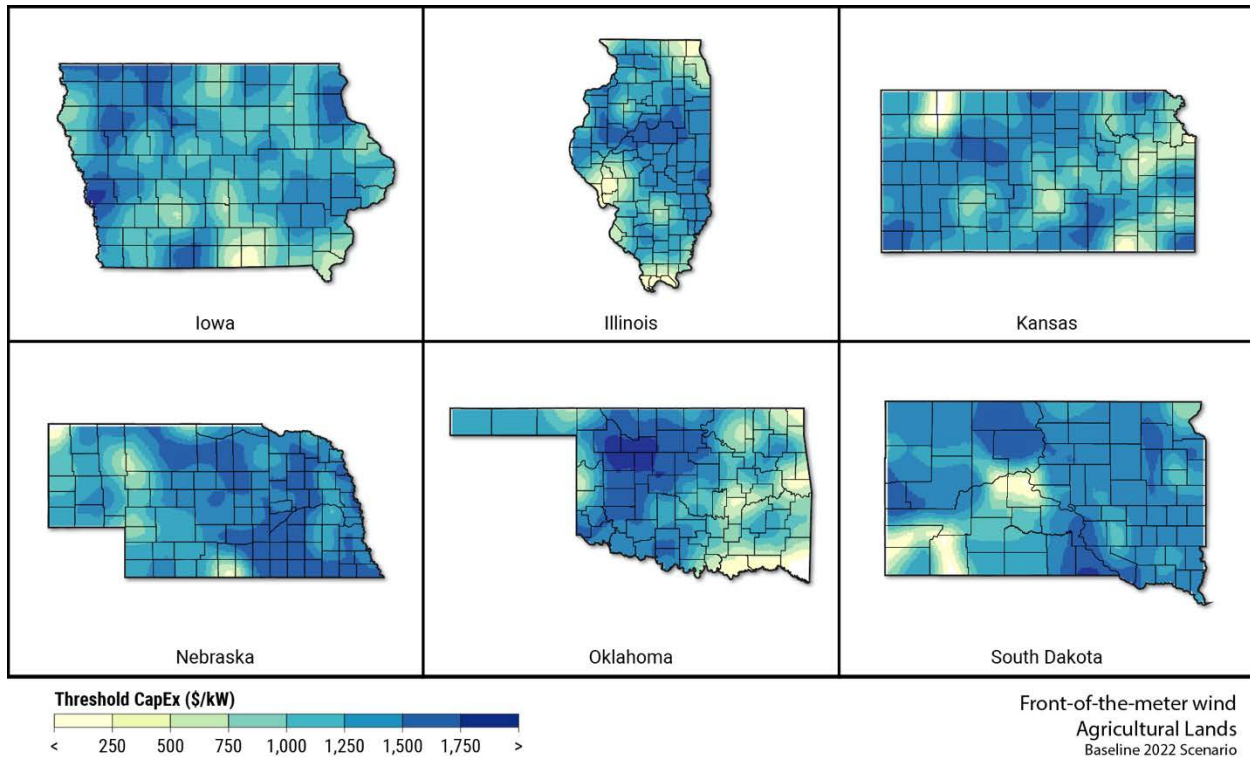 Iowa
Illinois
Kansas
Nebraska
Oklahoma
South Dakota
Threshold CapEx ($/kW)
< 250 500 750 1,000 1,250 1,500 1,750 >
Front-of-the-meter wind
Agricultural Lands
Baseline 2022 Scenario